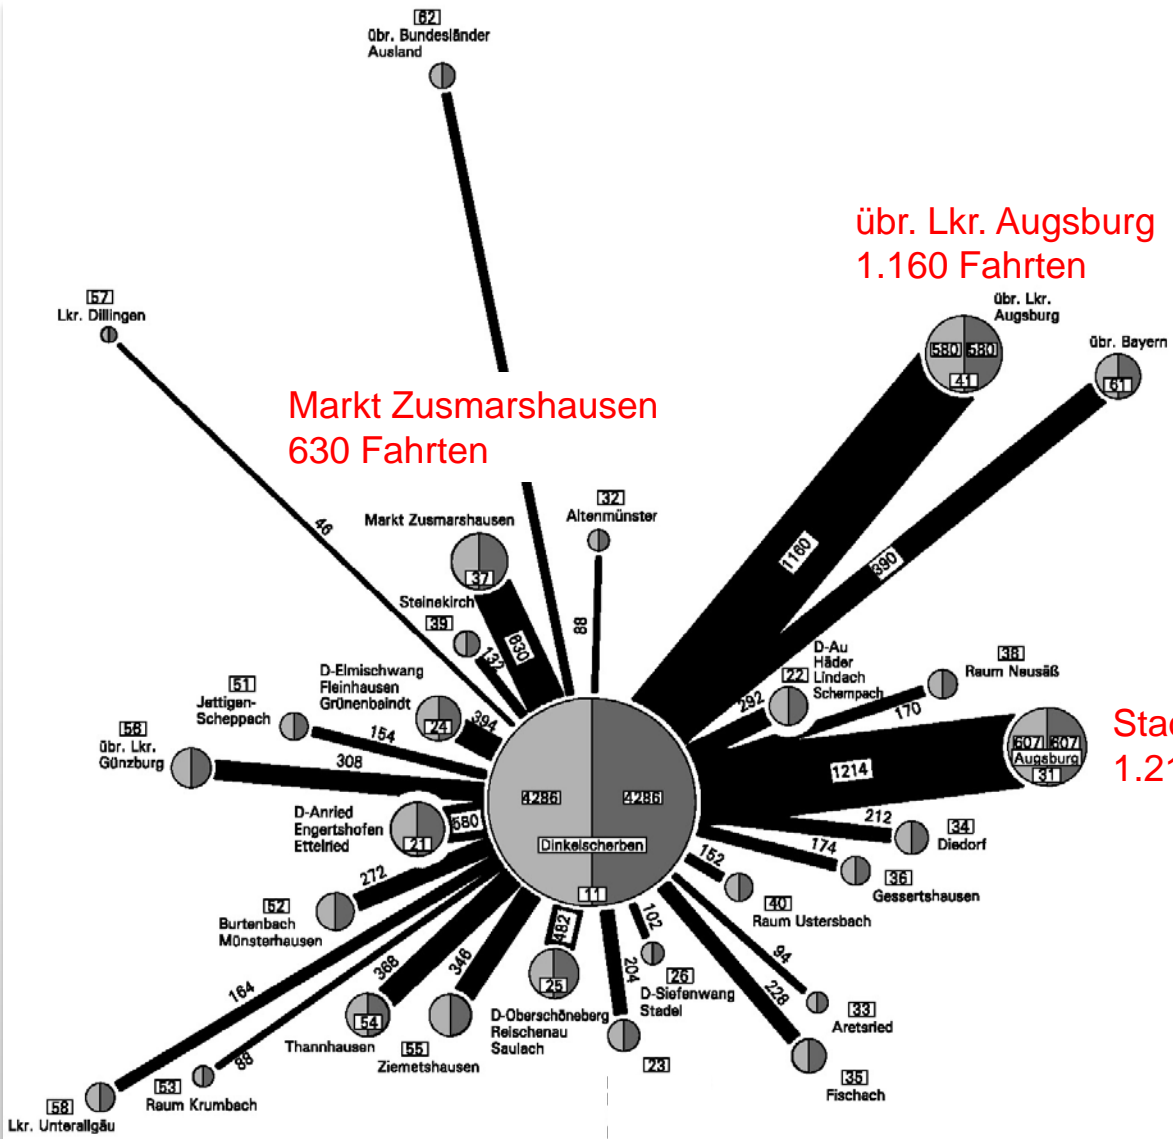 62
übr. Bundesländer
Ausland
übr. Lkr. Augsburg
1.160 Fahrten
57
Lkr. Dillingen
übr. Lkr.
Augsburg
580 580
41
übr. Bayern
61
Markt Zusmarshausen
630 Fahrten
46
32
Altenmünster
88
1160
390
Markt Zusmarshausen
37
630
Steinekirch
39
132
D-Elmischwang
Fleinhausen
Grünenbaindt
24
394
D-Au
Häder
22 Lindach
Schempach
292
38
Raum Neusäß
170
51
Jettigen-
Scheppach
154
56
übr. Lkr.
Günzburg
308
607 607
Augsburg
31
1214
1.21
4286 4286
Dinkelscherben
11
D-Anried
Engertshofen
Ettelried
21
580
212
34
Diedorf
174
36
Gessertshausen
152
40
Raum Ustersbach
272
52
Burtenbach
Münsterhausen
102
26
D-Siefenwang
Stadel
94
33
Aretsried
228
35
Fischach
204
23
482
25
D-Oberschöneberg
Reischenau
Saulach
346
55
Ziemetshausen
368
54
Thannhausen
88
53
Raum Krumbach
164
58
Lkr. Unterallgäu